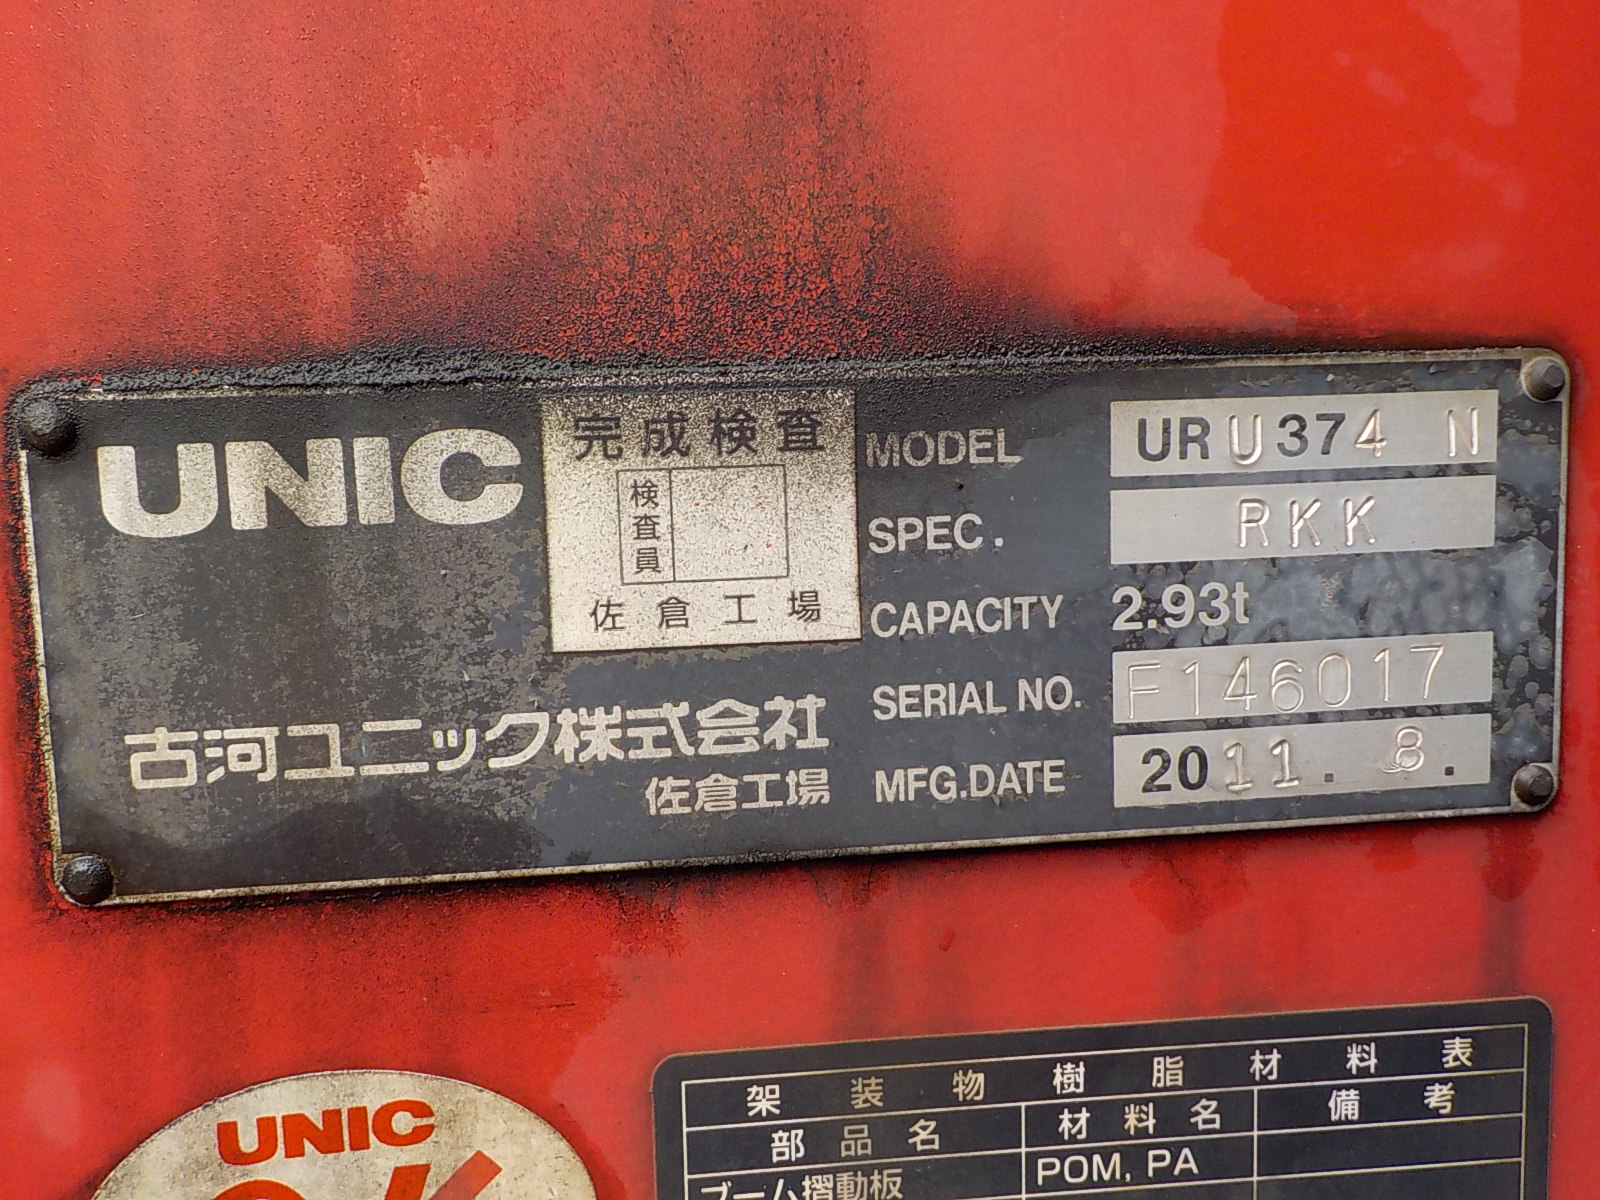 UNIC
完成検査
検査員
佐倉工場
古河ユニック株式会社
佐倉工場
MODEL URU374 N
SPEC. RKK
CAPACITY 2.93t
SERIAL NO. F146017
MFG.DATE 2011. 8.
UNIC
架装物樹脂材料表
部品名 材料名 備考
ブーム摺動板 POM, PA